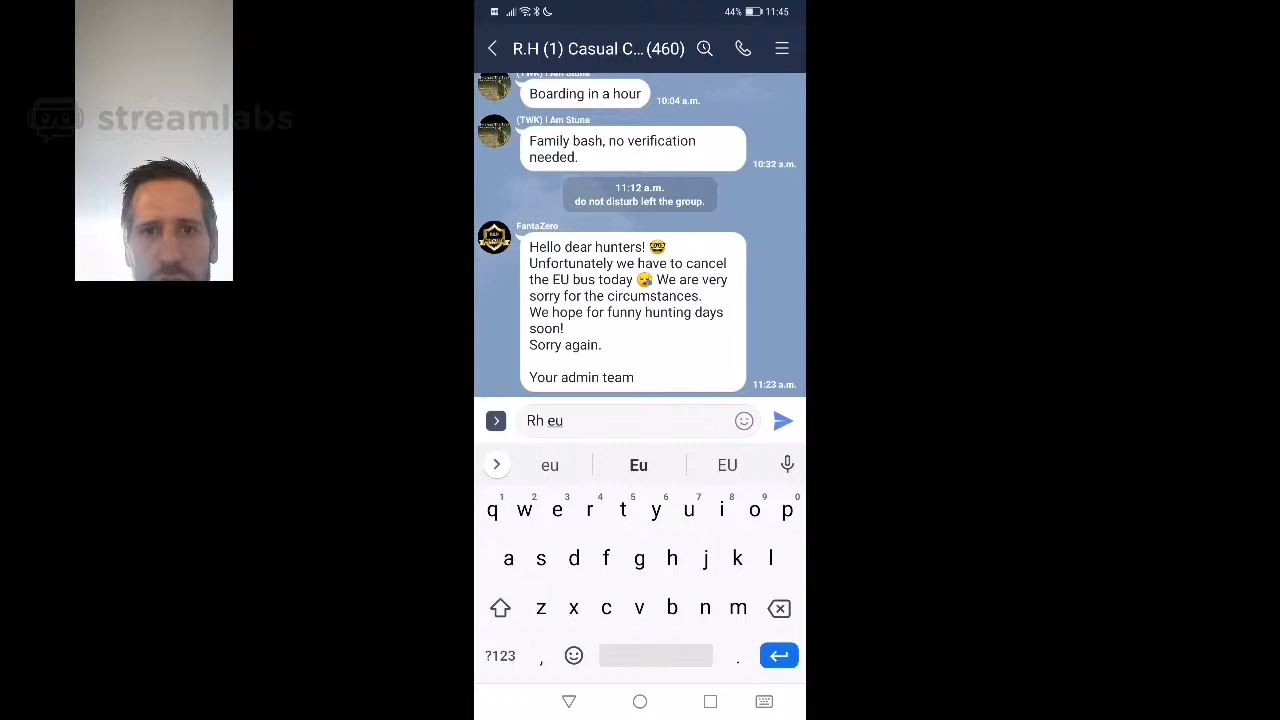 streamlabs
44% 11:45
R.H (1) Casual C...(460)
(TWK) I Am Stuna
Boarding in a hour
10:04 a.m.
(TWK) I Am Stuna
Family bash, no verification
needed.
10:32 a.m.
11:12 a.m.
do not disturb left the group.
FantaZero
Hello dear hunters! 🤓
Unfortunately we have to cancel
the EU bus today 😪 We are very
sorry for the circumstances.
We hope for funny hunting days
soon!
Sorry again.
Your admin team
11:23 a.m.
Rh eu
eu Eu EU
1 2 3 4 5 6 7 8 9 0
q w e r t y u i o p
a s d f g h j k l
z x c v b n m
?123 , .